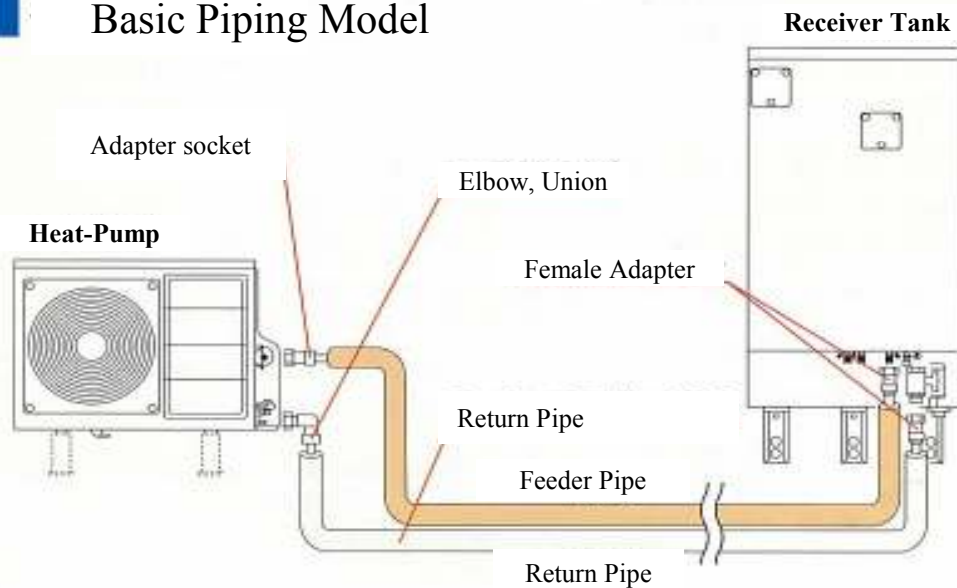 Basic Piping Model
Receiver Tank
Adapter socket
Elbow, Union
Heat-Pump
Female Adapter
Return Pipe
Feeder Pipe
Return Pipe